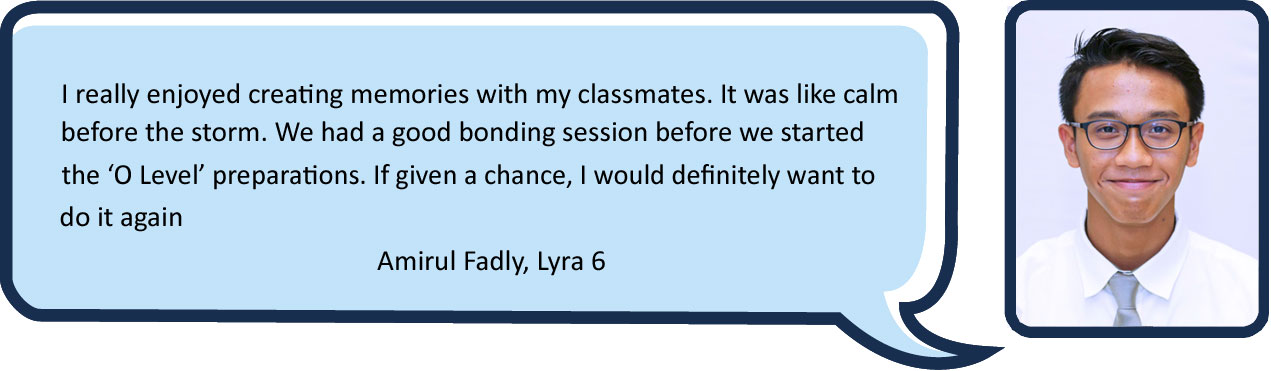 I really enjoyed creating memories with my classmates. It was like calm
before the storm. We had a good bonding session before we started
the ‘O Level’ preparations. If given a chance, I would definitely want to
do it again
Amirul Fadly, Lyra 6